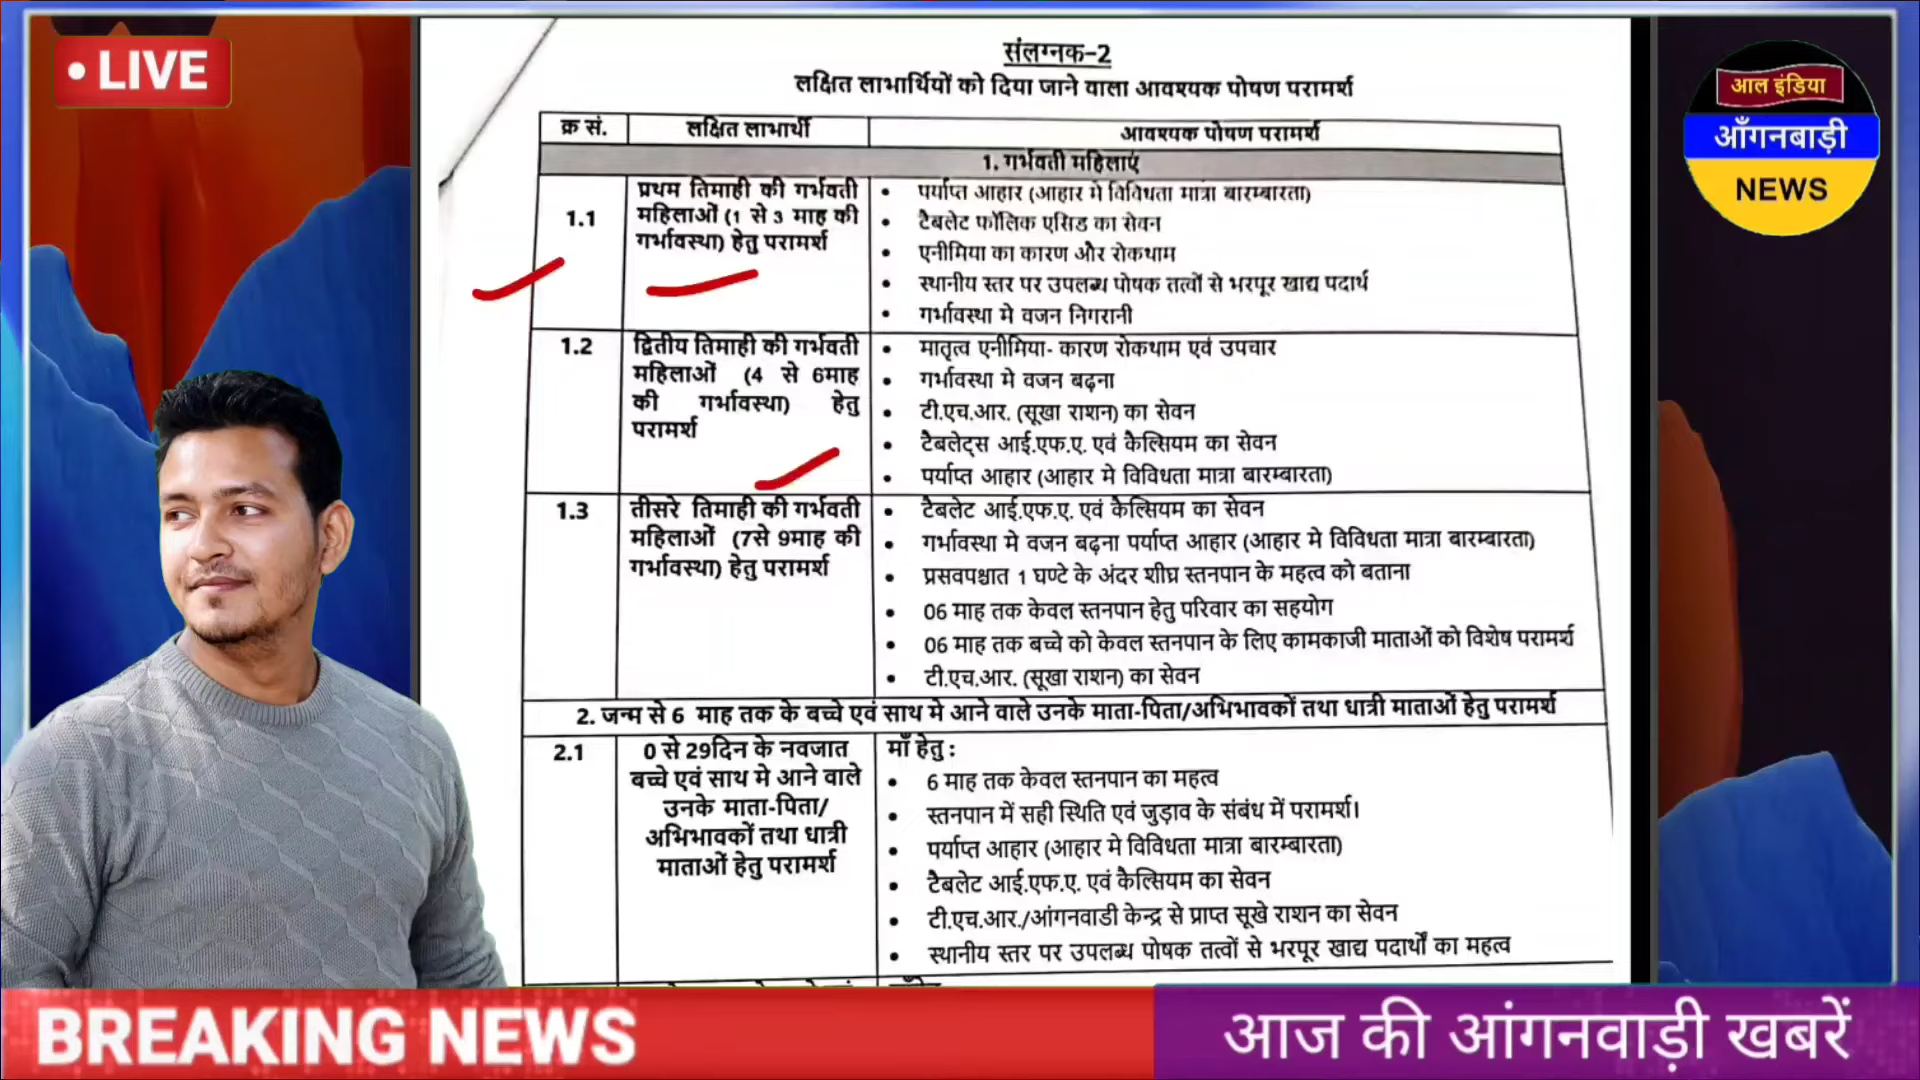 • LIVE
संलग्नक-2
लक्षित लाभार्थियों को दिया जाने वाला आवश्यक पोषण परामर्श
आल इंडिया
आँगनबाड़ी
NEWS
क्र सं. लक्षित लाभार्थी आवश्यक पोषण परामर्श
1. गर्भवती महिलाएं
1.1
प्रथम तिमाही की गर्भवती
महिलाओं (1 से 3 माह की
गर्भावस्था) हेतु परामर्श
• पर्याप्त आहार (आहार मे विविधता मात्रा बारम्बारता)
• टैबलेट फॉलिक एसिड का सेवन
• एनीमिया का कारण और रोकथाम
• स्थानीय स्तर पर उपलब्ध पोषक तत्वों से भरपूर खाद्य पदार्थ
• गर्भावस्था मे वजन निगरानी
1.2
द्वितीय तिमाही की गर्भवती
महिलाओं (4 से 6माह
की गर्भावस्था) हेतु
परामर्श
• मातृत्व एनीमिया- कारण रोकथाम एवं उपचार
• गर्भावस्था मे वजन बढ़ना
• टी.एच.आर. (सूखा राशन) का सेवन
• टैबलेट्स आई.एफ.ए. एवं कैल्सियम का सेवन
• पर्याप्त आहार (आहार मे विविधता मात्रा बारम्बारता)
1.3
तीसरे तिमाही की गर्भवती
महिलाओं (7से 9माह की
गर्भावस्था) हेतु परामर्श
• टैबलेट आई.एफ.ए. एवं कैल्सियम का सेवन
• गर्भावस्था मे वजन बढ़ना पर्याप्त आहार (आहार मे विविधता मात्रा बारम्बारता)
• प्रसवपश्चात 1 घण्टे के अंदर शीघ्र स्तनपान के महत्व को बताना
• 06 माह तक केवल स्तनपान हेतु परिवार का सहयोग
• 06 माह तक बच्चे को केवल स्तनपान के लिए कामकाजी माताओं को विशेष परामर्श
• टी.एच.आर. (सूखा राशन) का सेवन
2. जन्म से 6 माह तक के बच्चे एवं साथ मे आने वाले उनके माता-पिता/अभिभावकों तथा धात्री माताओं हेतु परामर्श
2.1
0 से 29दिन के नवजात
बच्चे एवं साथ मे आने वाले
उनके माता-पिता/
अभिभावकों तथा धात्री
माताओं हेतु परामर्श
माँ हेतु :
• 6 माह तक केवल स्तनपान का महत्व
• स्तनपान में सही स्थिति एवं जुड़ाव के संबंध में परामर्श।
• पर्याप्त आहार (आहार मे विविधता मात्रा बारम्बारता)
• टैबलेट आई.एफ.ए. एवं कैल्सियम का सेवन
• टी.एच.आर./आंगनवाडी केन्द्र से प्राप्त सूखे राशन का सेवन
• स्थानीय स्तर पर उपलब्ध पोषक तत्वों से भरपूर खाद्य पदार्थों का महत्व
BREAKING NEWS
आज की आंगनवाड़ी खबरें